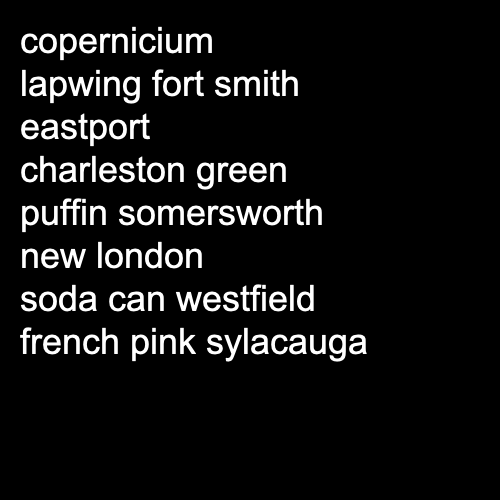 copernicium
lapwing fort smith
eastport
charleston green
puffin somersworth
new london
soda can westfield
french pink sylacauga